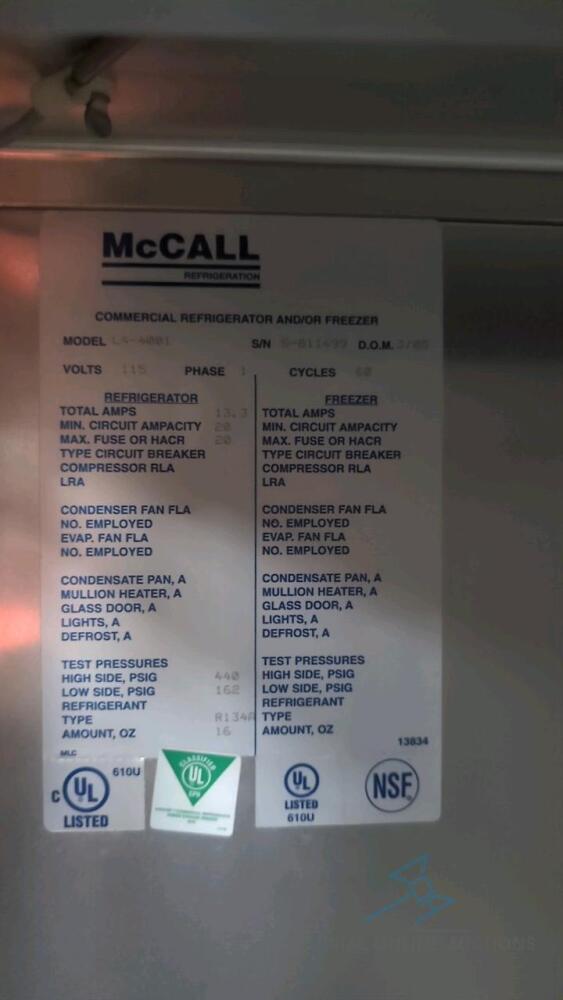 McCALL
REFRIGERATION
COMMERCIAL REFRIGERATOR AND/OR FREEZER
MODEL L4-4001 S/N D.O.M.
VOLTS 115 PHASE 1 CYCLES 60
REFRIGERATOR
TOTAL AMPS 13.3
MIN. CIRCUIT AMPACITY 20
MAX. FUSE OR HACR 20
TYPE CIRCUIT BREAKER
COMPRESSOR RLA
LRA
CONDENSER FAN FLA
NO. EMPLOYED
EVAP. FAN FLA
NO. EMPLOYED
CONDENSATE PAN, A
MULLION HEATER, A
GLASS DOOR, A
LIGHTS, A
DEFROST, A
TEST PRESSURES
HIGH SIDE, PSIG 440
LOW SIDE, PSIG 162
REFRIGERANT
TYPE R134A
AMOUNT, OZ 16
MLC
FREEZER
TOTAL AMPS
MIN. CIRCUIT AMPACITY
MAX. FUSE OR HACR
TYPE CIRCUIT BREAKER
COMPRESSOR RLA
LRA
CONDENSER FAN FLA
NO. EMPLOYED
EVAP. FAN FLA
NO. EMPLOYED
CONDENSATE PAN, A
MULLION HEATER, A
GLASS DOOR, A
LIGHTS, A
DEFROST, A
TEST PRESSURES
HIGH SIDE, PSIG
LOW SIDE, PSIG
REFRIGERANT
TYPE
AMOUNT, OZ
13834
610U
C UL
LISTED
CLASSIFIED
UL
EPH
UL
LISTED
610U
NSF
ONLINE AUCTIONS